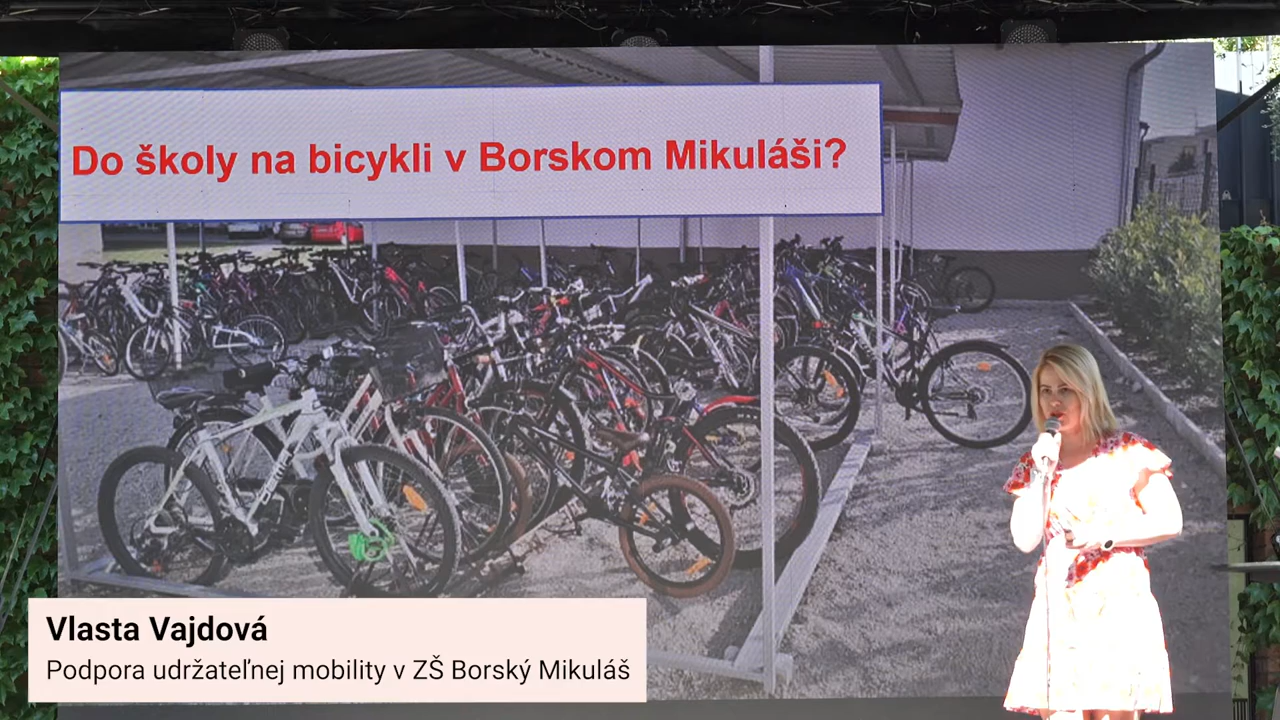 Do školy na bicykli v Borskom Mikuláši?
Vlasta Vajdová
Podpora udržateľnej mobility v ZŠ Borský Mikuláš